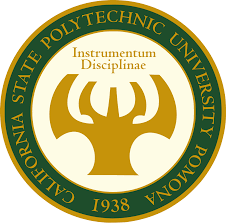 CALIFORNIA STATE POLYTECHNIC UNIVERSITY POMONA
Instrumentum
Disciplinae
1938